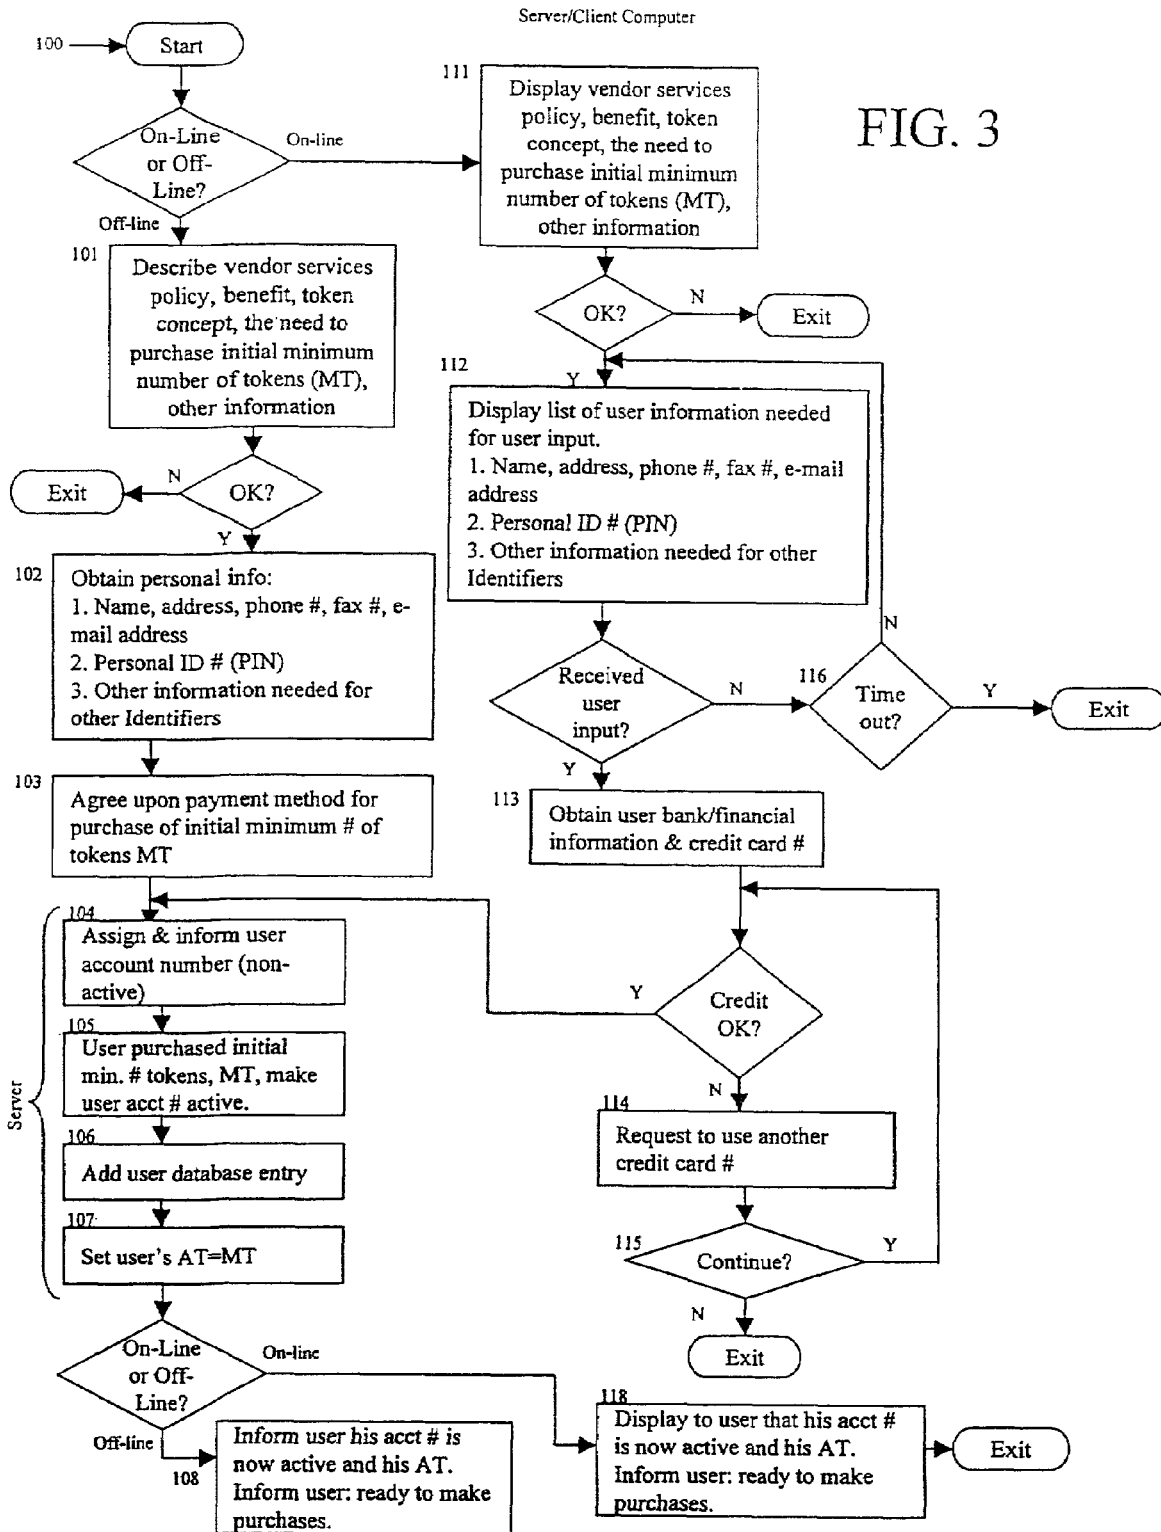 Server/Client Computer
FIG. 3
100
Start
On-Line
or Off-
Line?
On-line
Off-line
111
Display vendor services
policy, benefit, token
concept, the need to
purchase initial minimum
number of tokens (MT),
other information
OK?
N
Exit
Y
101
Describe vendor services
policy, benefit, token
concept, the need to
purchase initial minimum
number of tokens (MT),
other information
OK?
N
Exit
Y
102
Obtain personal info:
1. Name, address, phone #, fax #, e-
mail address
2. Personal ID # (PIN)
3. Other information needed for
other Identifiers
103
Agree upon payment method for
purchase of initial minimum # of
tokens MT
112
Display list of user information needed
for user input.
1. Name, address, phone #, fax #, e-mail
address
2. Personal ID # (PIN)
3. Other information needed for other
Identifiers
Received
user
input?
N
Y
116
Time
out?
N
Y
Exit
113
Obtain user bank/financial
information & credit card #
Credit
OK?
Y
N
114
Request to use another
credit card #
115
Continue?
Y
N
Exit
Server
104
Assign & inform user
account number (non-
active)
105
User purchased initial
min. # tokens, MT, make
user acct # active.
106
Add user database entry
107
Set user's AT=MT
On-Line
or Off-
Line?
On-line
Off-line
108
Inform user his acct # is
now active and his AT.
Inform user: ready to make
purchases.
118
Display to user that his acct #
is now active and his AT.
Inform user: ready to make
purchases.
Exit